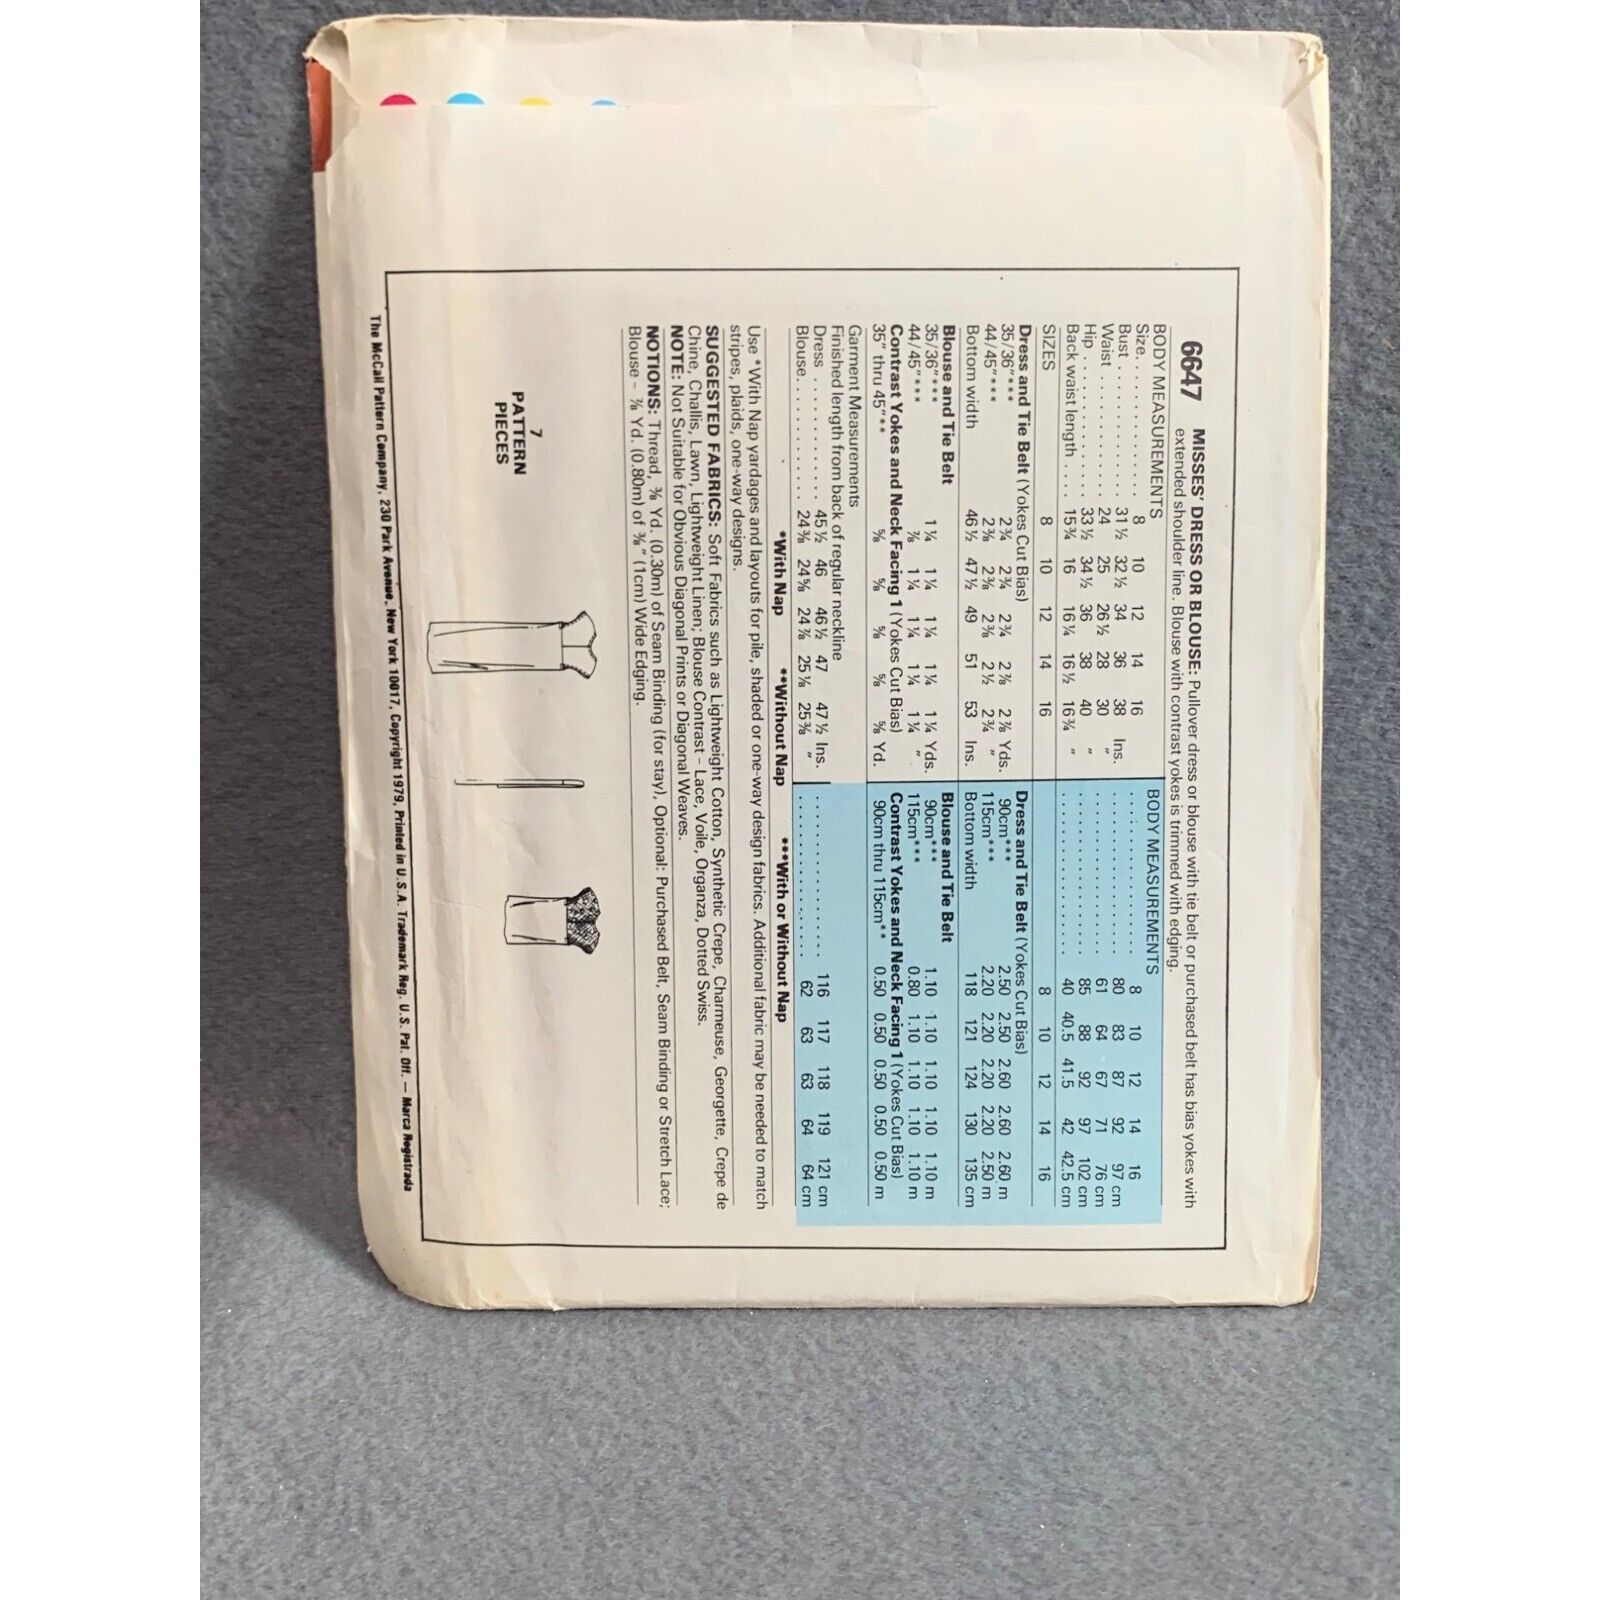 6647 MISSES' DRESS OR BLOUSE: Pullover dress or blouse with tie belt or purchased belt has bias yokes with
extended shoulder line. Blouse with contrast yokes is trimmed with edging.
BODY MEASUREMENTS BODY MEASUREMENTS
Size. . . . . . . . . . . . 8 10 12 14 16 . . . . . . . . . . . . . . . . 8 10 12 14 16
Bust . . . . . . . . . . . 31½ 32½ 34 36 38 Ins. . . . . . . . . . . . . . . . . 80 83 87 92 97 cm
Waist . . . . . . . . . . 24 25 26½ 28 30 " . . . . . . . . . . . . . . . . 61 64 67 71 76 cm
Hip . . . . . . . . . . . . 33½ 34½ 36 38 40 . . . . . . . . . . . . . . . . 85 88 92 97 102 cm
Back waist length . . . . 15¾ 16 16¼ 16½ 16¾ " . . . . . . . . . . . . . . . . 40 40.5 41.5 42 42.5 cm
SIZES 8 10 12 14 16 8 10 12 14 16
Dress and Tie Belt (Yokes Cut Bias) Dress and Tie Belt (Yokes Cut Bias)
35/36"*** 2¾ 2¾ 2¾ 2⅞ 2⅞ Yds. 90cm*** 2.50 2.50 2.60 2.60 2.60 m
44/45"*** 2⅜ 2⅜ 2⅜ 2½ 2¾ " 115cm*** 2.20 2.20 2.20 2.20 2.50 m
Bottom width 46½ 47½ 49 51 53 Ins. Bottom width 118 121 124 130 135 cm
Blouse and Tie Belt Blouse and Tie Belt
35/36"*** 1¼ 1¼ 1¼ 1¼ 1¼ Yds. 90cm*** 1.10 1.10 1.10 1.10 1.10 m
44/45"*** ⅞ 1¼ 1¼ 1¼ 1¼ " 115cm*** 0.80 1.10 1.10 1.10 1.10 m
Contrast Yokes and Neck Facing 1 (Yokes Cut Bias) Contrast Yokes and Neck Facing 1 (Yokes Cut Bias)
35" thru 45"** ⅝ ⅝ ⅝ ⅝ ⅝ Yd. 90cm thru 115cm** 0.50 0.50 0.50 0.50 0.50 m
Garment Measurements
Finished length from back of regular neckline
Dress . . . . . . . . . . 45½ 46 46½ 47 47½ Ins. . . . . . . . . . . . . . . . . 116 117 118 119 121 cm
Blouse. . . . . . . . . . 24⅜ 24⅝ 24⅞ 25⅛ 25⅜ " . . . . . . . . . . . . . . . . 62 63 63 64 64 cm
*With Nap **Without Nap ***With or Without Nap
Use *With Nap yardages and layouts for pile, shaded or one-way design fabrics. Additional fabric may be needed to match
stripes, plaids, one-way designs.
SUGGESTED FABRICS: Soft Fabrics such as Lightweight Cotton, Synthetic Crepe, Charmeuse, Georgette, Crepe de
Chine, Challis, Lawn, Lightweight Linen; Blouse Contrast – Lace, Voile, Organza, Dotted Swiss.
NOTE: Not Suitable for Obvious Diagonal Prints or Diagonal Weaves.
NOTIONS: Thread, ⅜ Yd. (0.30m) of Seam Binding (for stay), Optional: Purchased Belt, Seam Binding or Stretch Lace;
Blouse – ⅞ Yd. (0.80m) of ⅜" (1cm) Wide Edging.
7
PATTERN
PIECES
The McCall Pattern Company, 230 Park Avenue, New York 10017, Copyright 1979, Printed in U.S.A. Trademark Reg. U.S. Pat. Off. — Marca Registrada